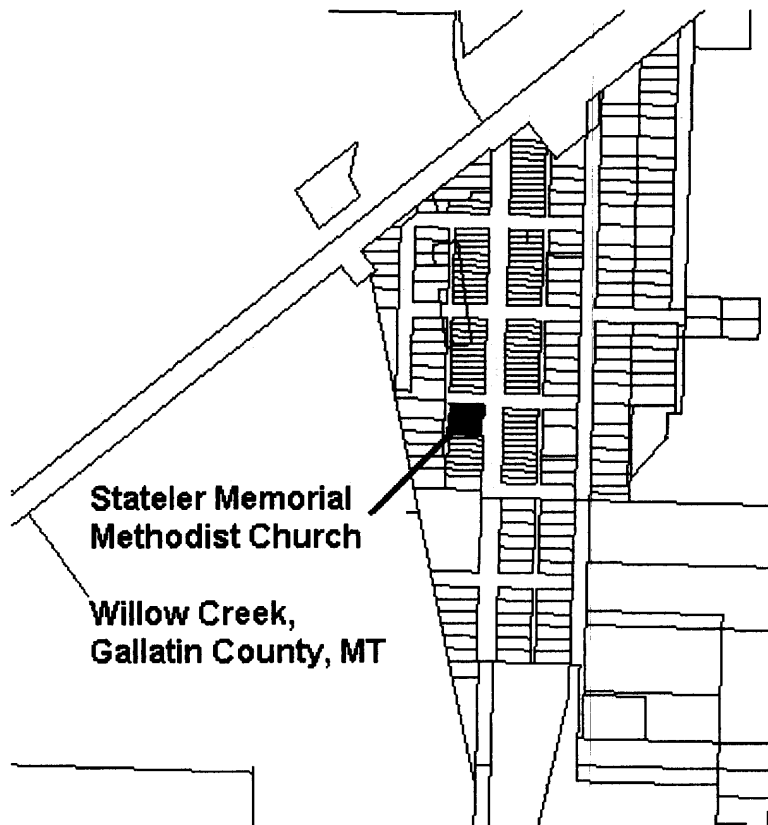 Stateler Memorial
Methodist Church
Willow Creek,
Gallatin County, MT